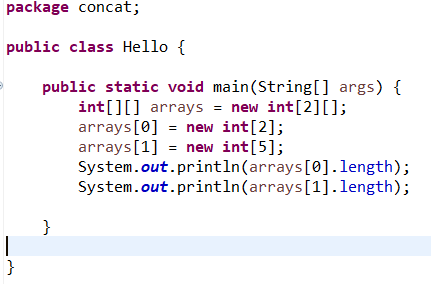 package concat;
public class Hello {
public static void main(String[] args) {
int[][] arrays = new int[2][];
arrays[0] = new int[2];
arrays[1] = new int[5];
System.out.println(arrays[0].length);
System.out.println(arrays[1].length);
}
}